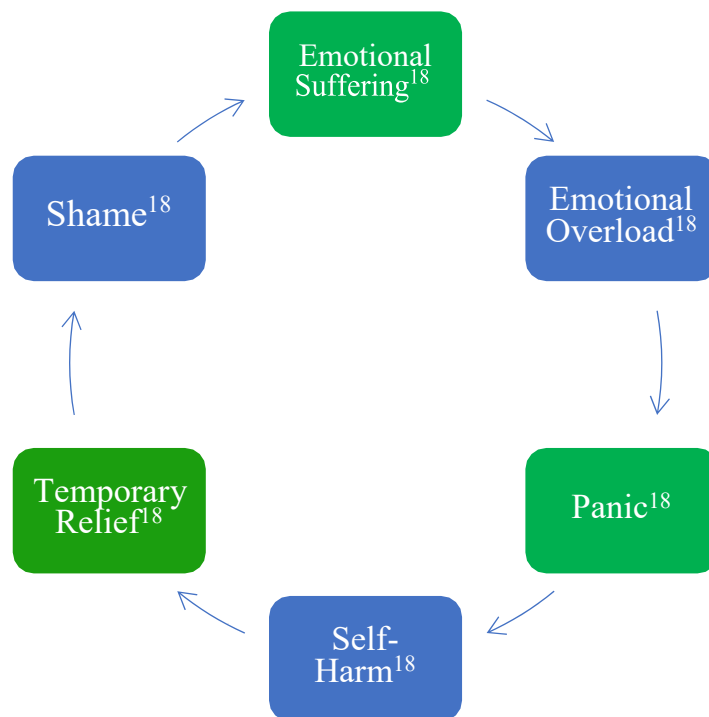 Emotional
Suffering¹⁸
Emotional
Overload¹⁸
Panic¹⁸
Self-
Harm¹⁸
Temporary
Relief¹⁸
Shame¹⁸